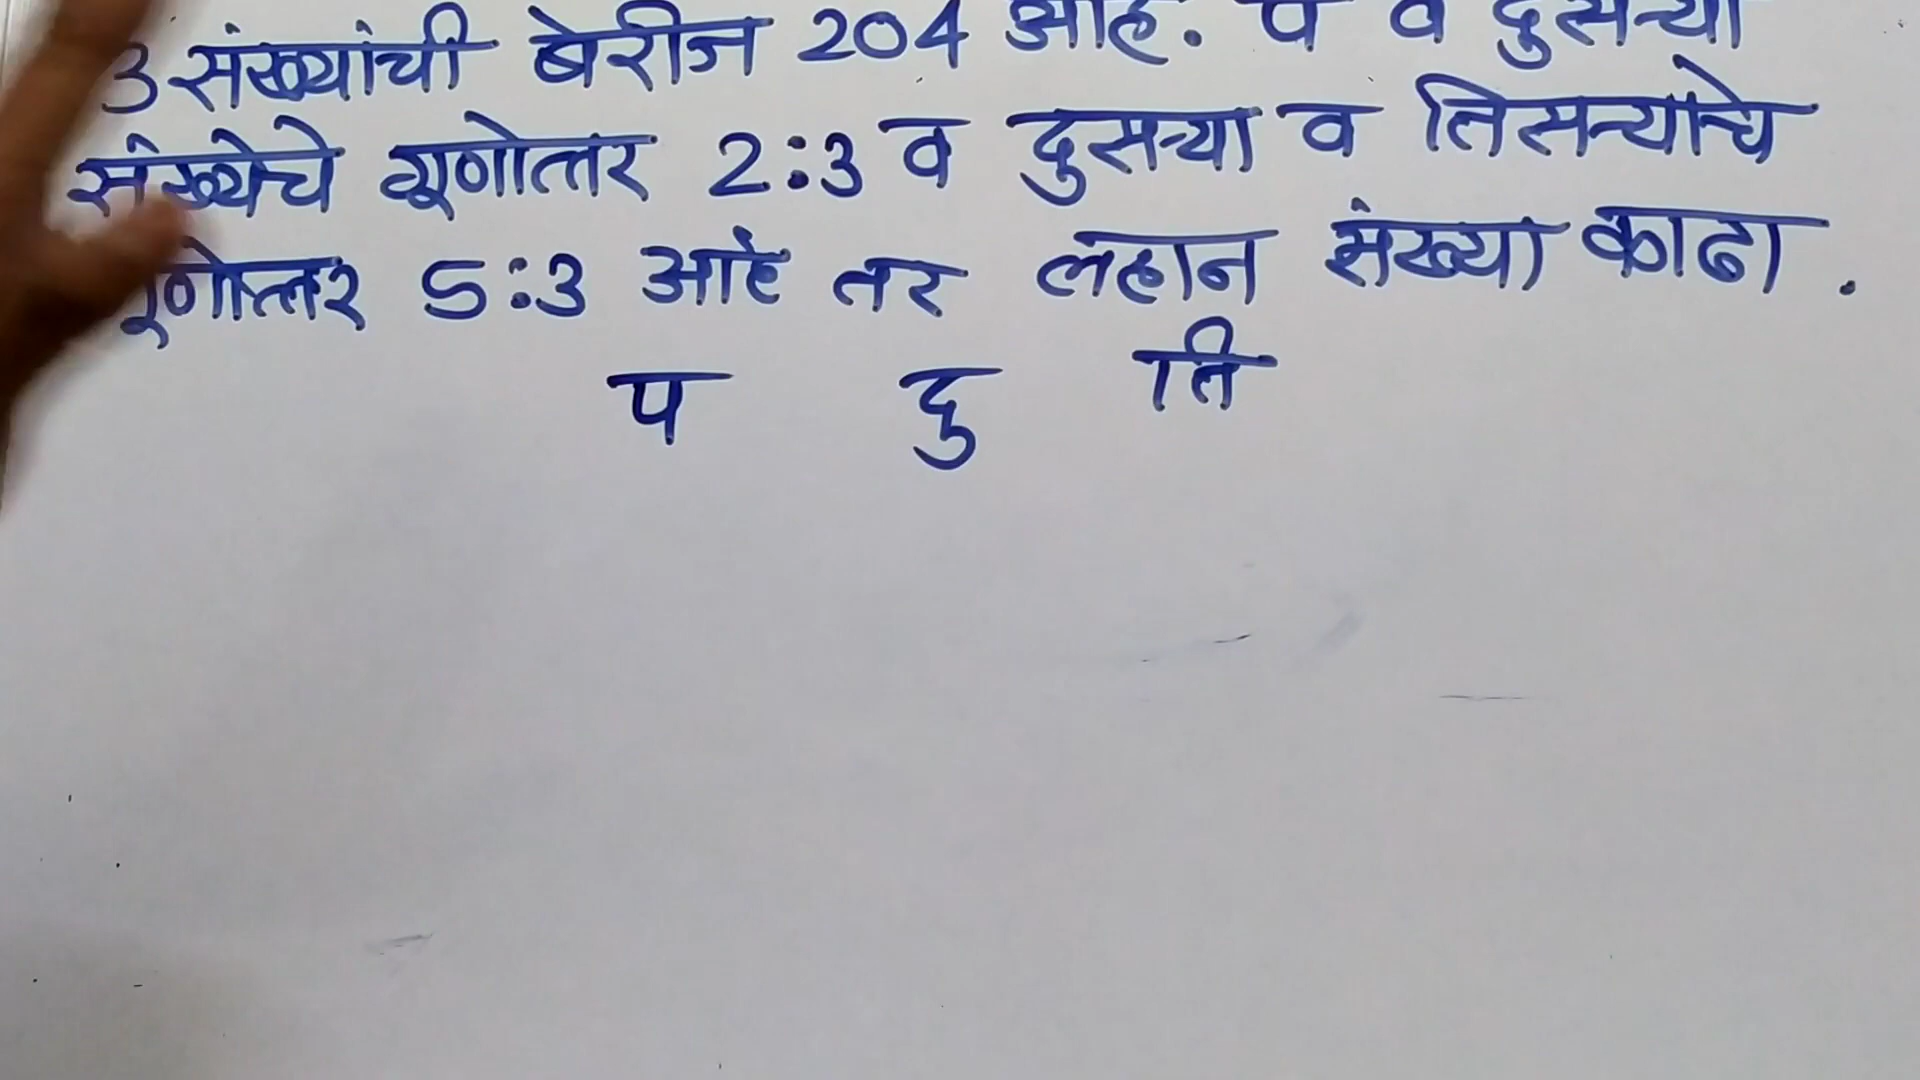 3 संख्यांची बेरीज 204 आहे. प व दुसऱ्या
संख्येचे गूणोत्तर 2:3 व दुसऱ्या व तिसऱ्याचे
गूणोत्तर 5:3 आहे तर लहान संख्या काढा.
प दु ति